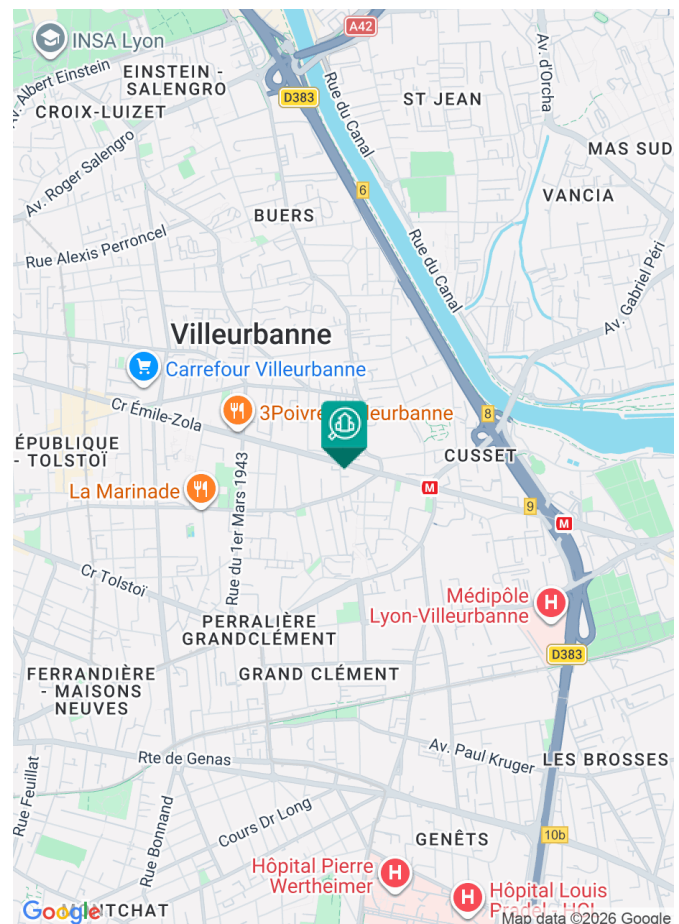 A42
INSA Lyon
Av. Albert Einstein
EINSTEIN -
SALENGRO
D383
Rue du Canal
ST JEAN
Av. d'Orcha
CROIX-LUIZET
MAS SUD
Av. Roger Salengro
6
VANCIA
BUERS
Rue du Canal
Rue Alexis Perroncel
Av. Gabriel Péri
Villeurbanne
Carrefour Villeurbanne
Cr Émile-Zola
8
ÉPUBLIQUE
- TOLSTOÏ
CUSSET
La Marinade
Rue du 1er Mars 1943
M
9
M
Cr Tolstoï
Médipôle
Lyon-Villeurbanne
H
PERRALIÈRE
GRANDCLÉMENT
D383
FERRANDIÈRE
- MAISONS
NEUVES
GRAND CLÉMENT
Rte de Genas
Av. Paul Kruger
LES BROSSES
Rue Feuillat
Rue Bonnand
Cours Dr Long
10b
GENÊTS
Hôpital Pierre
Wertheimer
H
Hôpital Louis
H
Google
Map data ©2026 Google